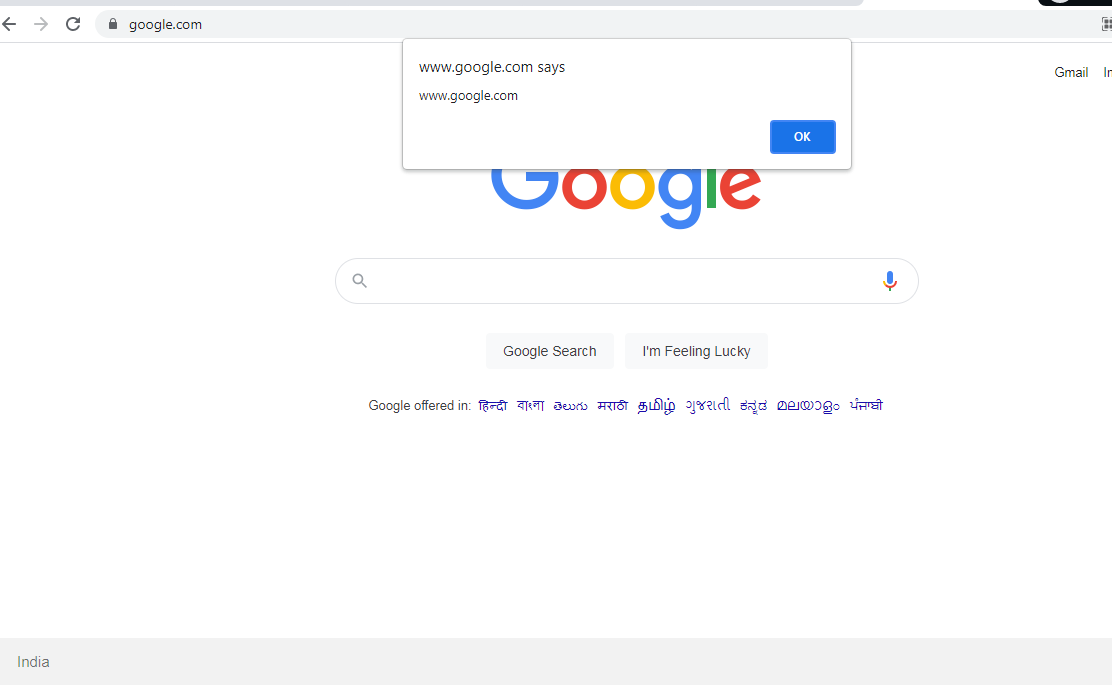 google.com
www.google.com says
www.google.com
OK
Gmail
Google
Google Search
I'm Feeling Lucky
Google offered in: हिन्दी বাংলা తెలుగు मराठी தமிழ் ગુજરાતી ಕನ್ನಡ മലയാളം ਪੰਜਾਬੀ
India